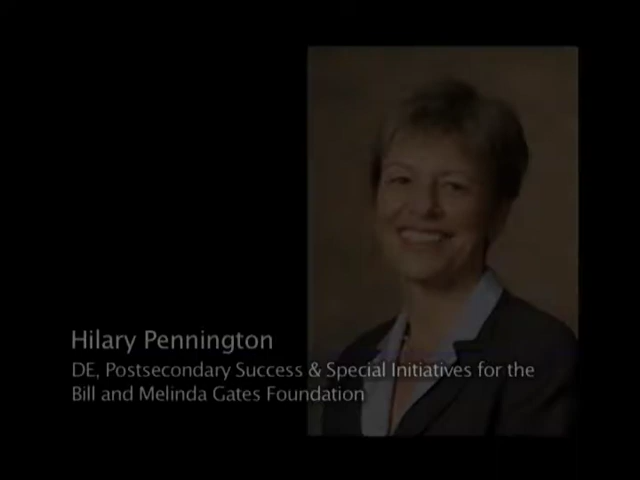 Hilary Pennington
DE, Postsecondary Success & Special Initiatives for the
Bill and Melinda Gates Foundation